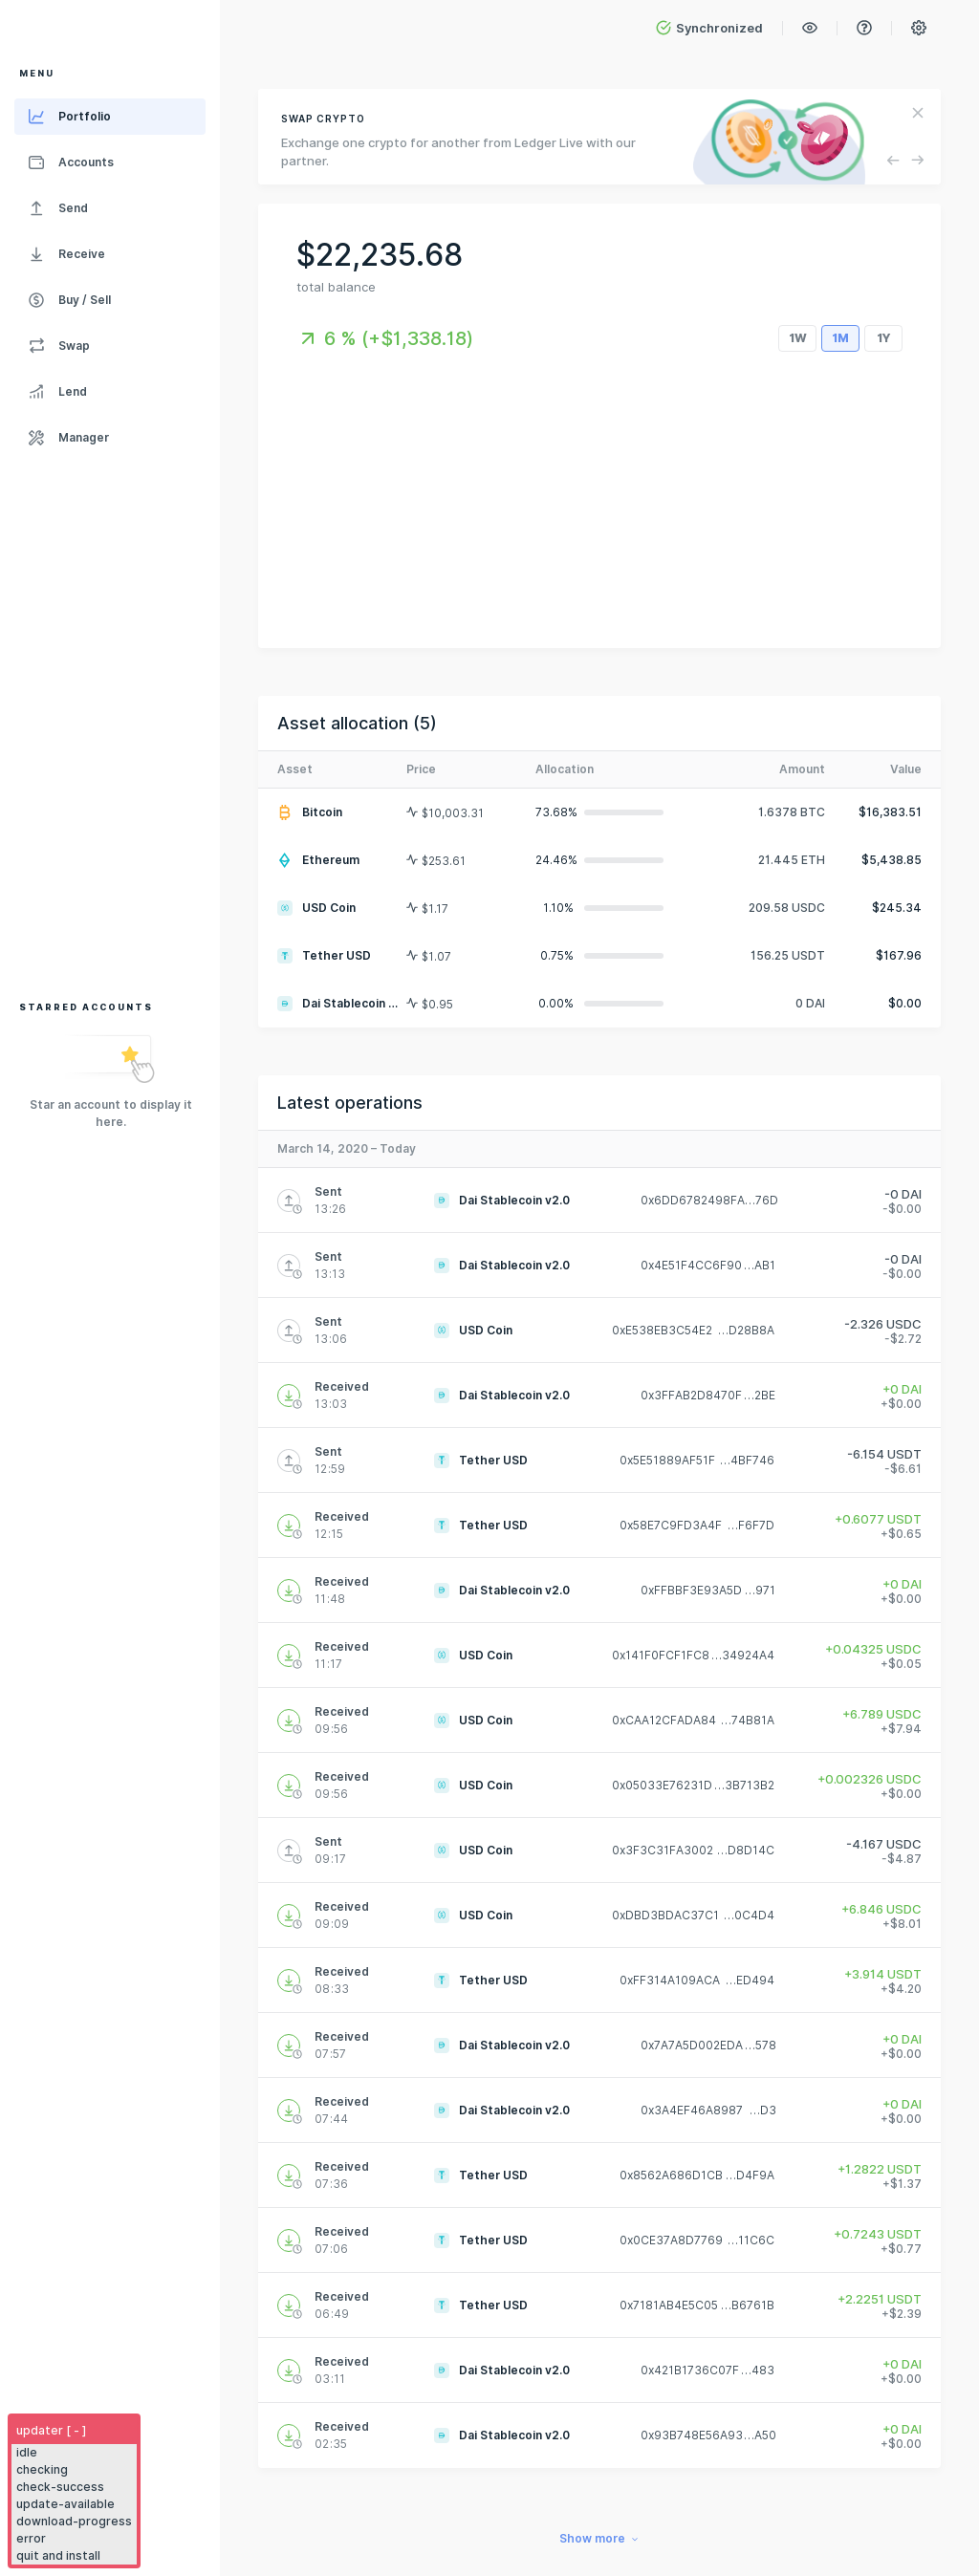 Synchronized
MENU
Portfolio
Accounts
Send
Receive
Buy / Sell
Swap
Lend
Manager
SWAP CRYPTO
Exchange one crypto for another from Ledger Live with our
partner.
$22,235.68
total balance
6 % (+$1,338.18)
1W 1M 1Y
Asset allocation (5)
Asset Price Allocation Amount Value
Bitcoin $10,003.31 73.68% 1.6378 BTC $16,383.51
Ethereum $253.61 24.46% 21.445 ETH $5,438.85
USD Coin $1.17 1.10% 209.58 USDC $245.34
Tether USD $1.07 0.75% 156.25 USDT $167.96
Dai Stablecoin ... $0.95 0.00% 0 DAI $0.00
STARRED ACCOUNTS
Star an account to display it
here.
Latest operations
March 14, 2020 – Today
Sent
13:26
Dai Stablecoin v2.0 0x6DD6782498FA...76D
-0 DAI
-$0.00
Sent
13:13
Dai Stablecoin v2.0 0x4E51F4CC6F90...AB1
-0 DAI
-$0.00
Sent
13:06
USD Coin 0xE538EB3C54E2 ...D28B8A
-2.326 USDC
-$2.72
Received
13:03
Dai Stablecoin v2.0 0x3FFAB2D8470F...2BE
+0 DAI
+$0.00
Sent
12:59
Tether USD 0x5E51889AF51F ...4BF746
-6.154 USDT
-$6.61
Received
12:15
Tether USD 0x58E7C9FD3A4F ...F6F7D
+0.6077 USDT
+$0.65
Received
11:48
Dai Stablecoin v2.0 0xFFBBF3E93A5D...971
+0 DAI
+$0.00
Received
11:17
USD Coin 0x141F0FCF1FC8...34924A4
+0.04325 USDC
+$0.05
Received
09:56
USD Coin 0xCAA12CFADA84 ...74B81A
+6.789 USDC
+$7.94
Received
09:56
USD Coin 0x05033E76231D...3B713B2
+0.002326 USDC
+$0.00
Sent
09:17
USD Coin 0x3F3C31FA3002 ...D8D14C
-4.167 USDC
-$4.87
Received
09:09
USD Coin 0xDBD3BDAC37C1 ...0C4D4
+6.846 USDC
+$8.01
Received
08:33
Tether USD 0xFF314A109ACA ...ED494
+3.914 USDT
+$4.20
Received
07:57
Dai Stablecoin v2.0 0x7A7A5D002EDA...578
+0 DAI
+$0.00
Received
07:44
Dai Stablecoin v2.0 0x3A4EF46A8987 ...D3
+0 DAI
+$0.00
Received
07:36
Tether USD 0x8562A686D1CB ...D4F9A
+1.2822 USDT
+$1.37
Received
07:06
Tether USD 0x0CE37A8D7769 ...11C6C
+0.7243 USDT
+$0.77
Received
06:49
Tether USD 0x7181AB4E5C05 ...B6761B
+2.2251 USDT
+$2.39
Received
03:11
Dai Stablecoin v2.0 0x421B1736C07F...483
+0 DAI
+$0.00
Received
02:35
Dai Stablecoin v2.0 0x93B748E56A93...A50
+0 DAI
+$0.00
Show more
updater [ - ]
idle
checking
check-success
update-available
download-progress
error
quit and install